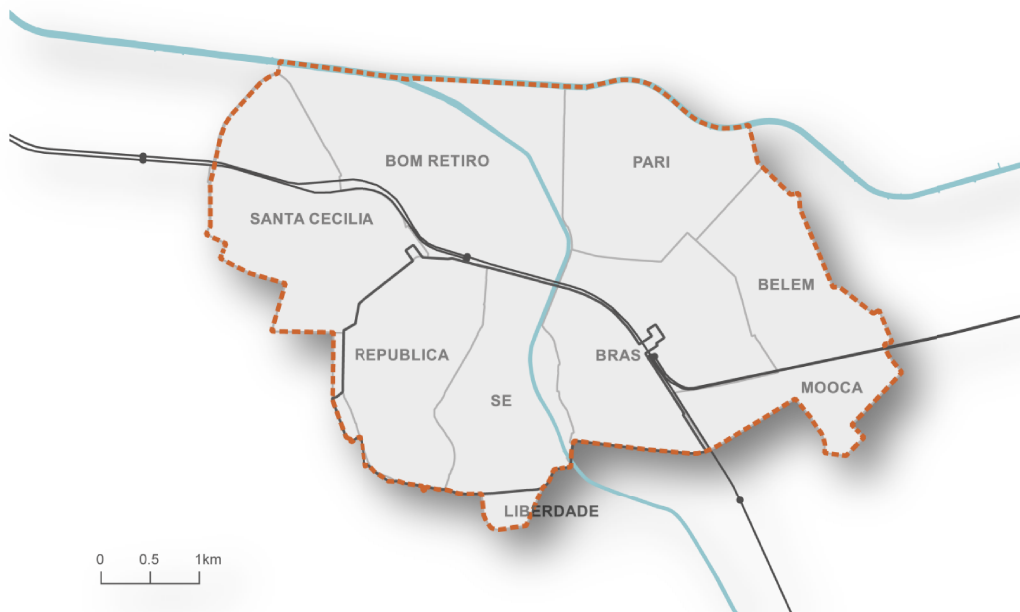 BOM RETIRO
PARI
SANTA CECILIA
BELEM
REPUBLICA
BRAS
MOOCA
SE
LIBERDADE
0 0.5 1km